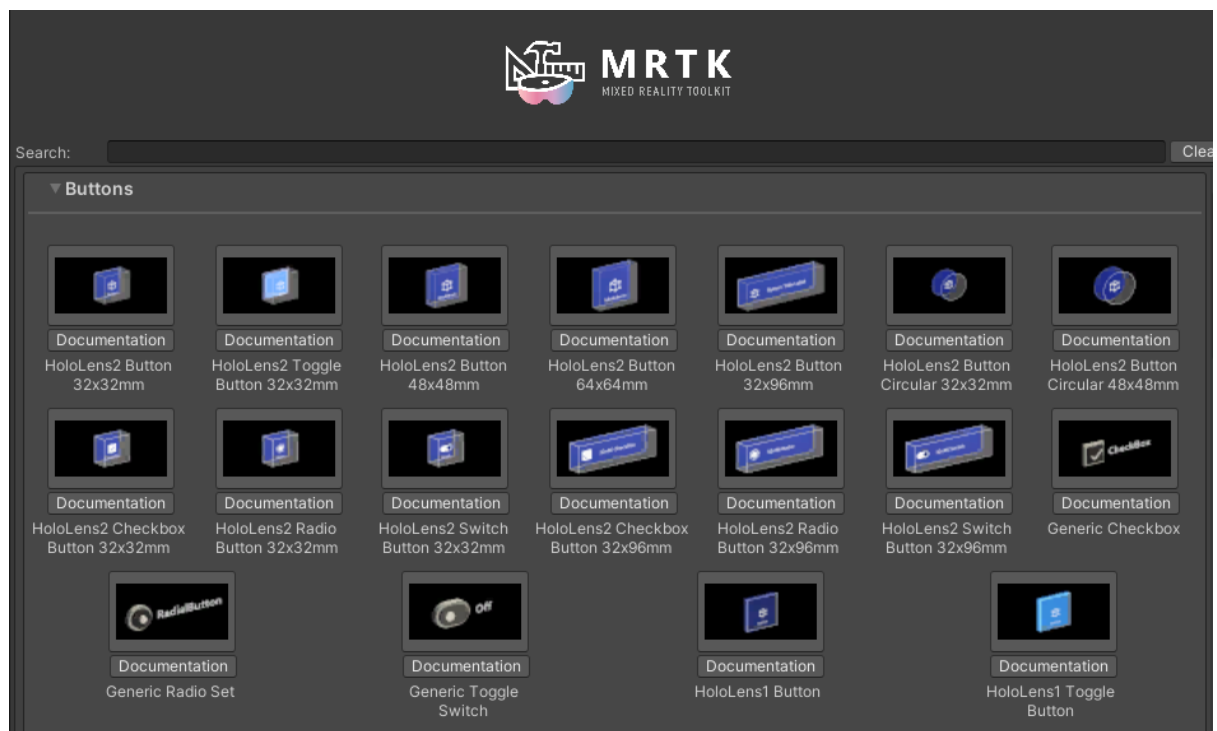 MRTK
MIXED REALITY TOOLKIT
Search:
Clea
Buttons
Documentation Documentation Documentation Documentation Documentation Documentation Documentation
HoloLens2 Button HoloLens2 Toggle HoloLens2 Button HoloLens2 Button HoloLens2 Button HoloLens2 Button HoloLens2 Button
32x32mm Button 32x32mm 48x48mm 64x64mm 32x96mm Circular 32x32mm Circular 48x48mm
CheckBox
Documentation Documentation Documentation Documentation Documentation Documentation Documentation
HoloLens2 Checkbox HoloLens2 Radio HoloLens2 Switch HoloLens2 Checkbox HoloLens2 Radio HoloLens2 Switch Generic Checkbox
Button 32x32mm Button 32x32mm Button 32x32mm Button 32x96mm Button 32x96mm Button 32x96mm
RadialButton Off
Documentation Documentation Documentation Documentation
Generic Radio Set Generic Toggle HoloLens1 Button HoloLens1 Toggle
Switch Button